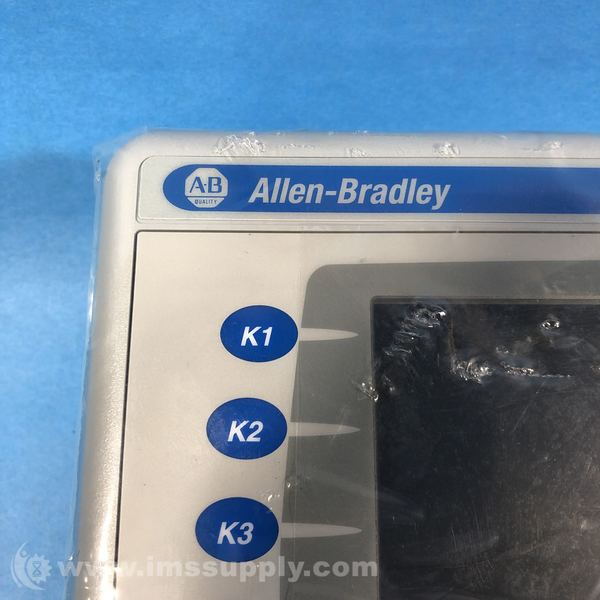 A·B
QUALITY
Allen-Bradley
K1
K2
K3
www.imssupply.com